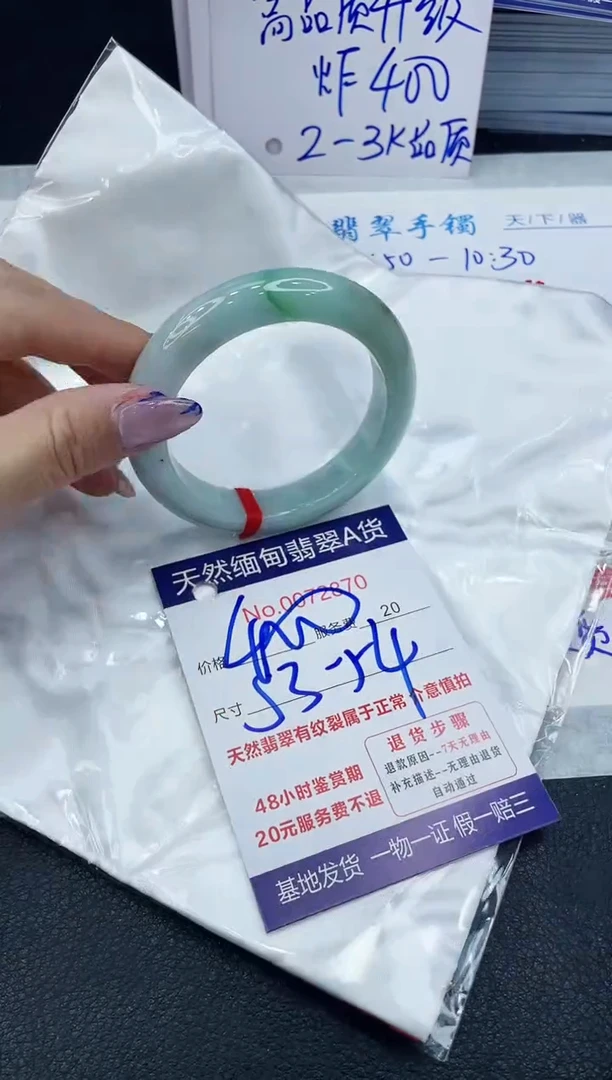 高品质升级
炸400
2-3K品质
翡翠手镯
天/下/器
:50-10:30
天然缅甸翡翠A货
No.0072870
价格 400 服务费 20
尺寸 53-54
天然翡翠有纹裂属于正常 介意慎拍
48小时鉴赏期
20元服务费不退
退货步骤
退款原因--7天无理由
补充描述--无理由退货
自动通过
基地发货 一物一证 假一赔三